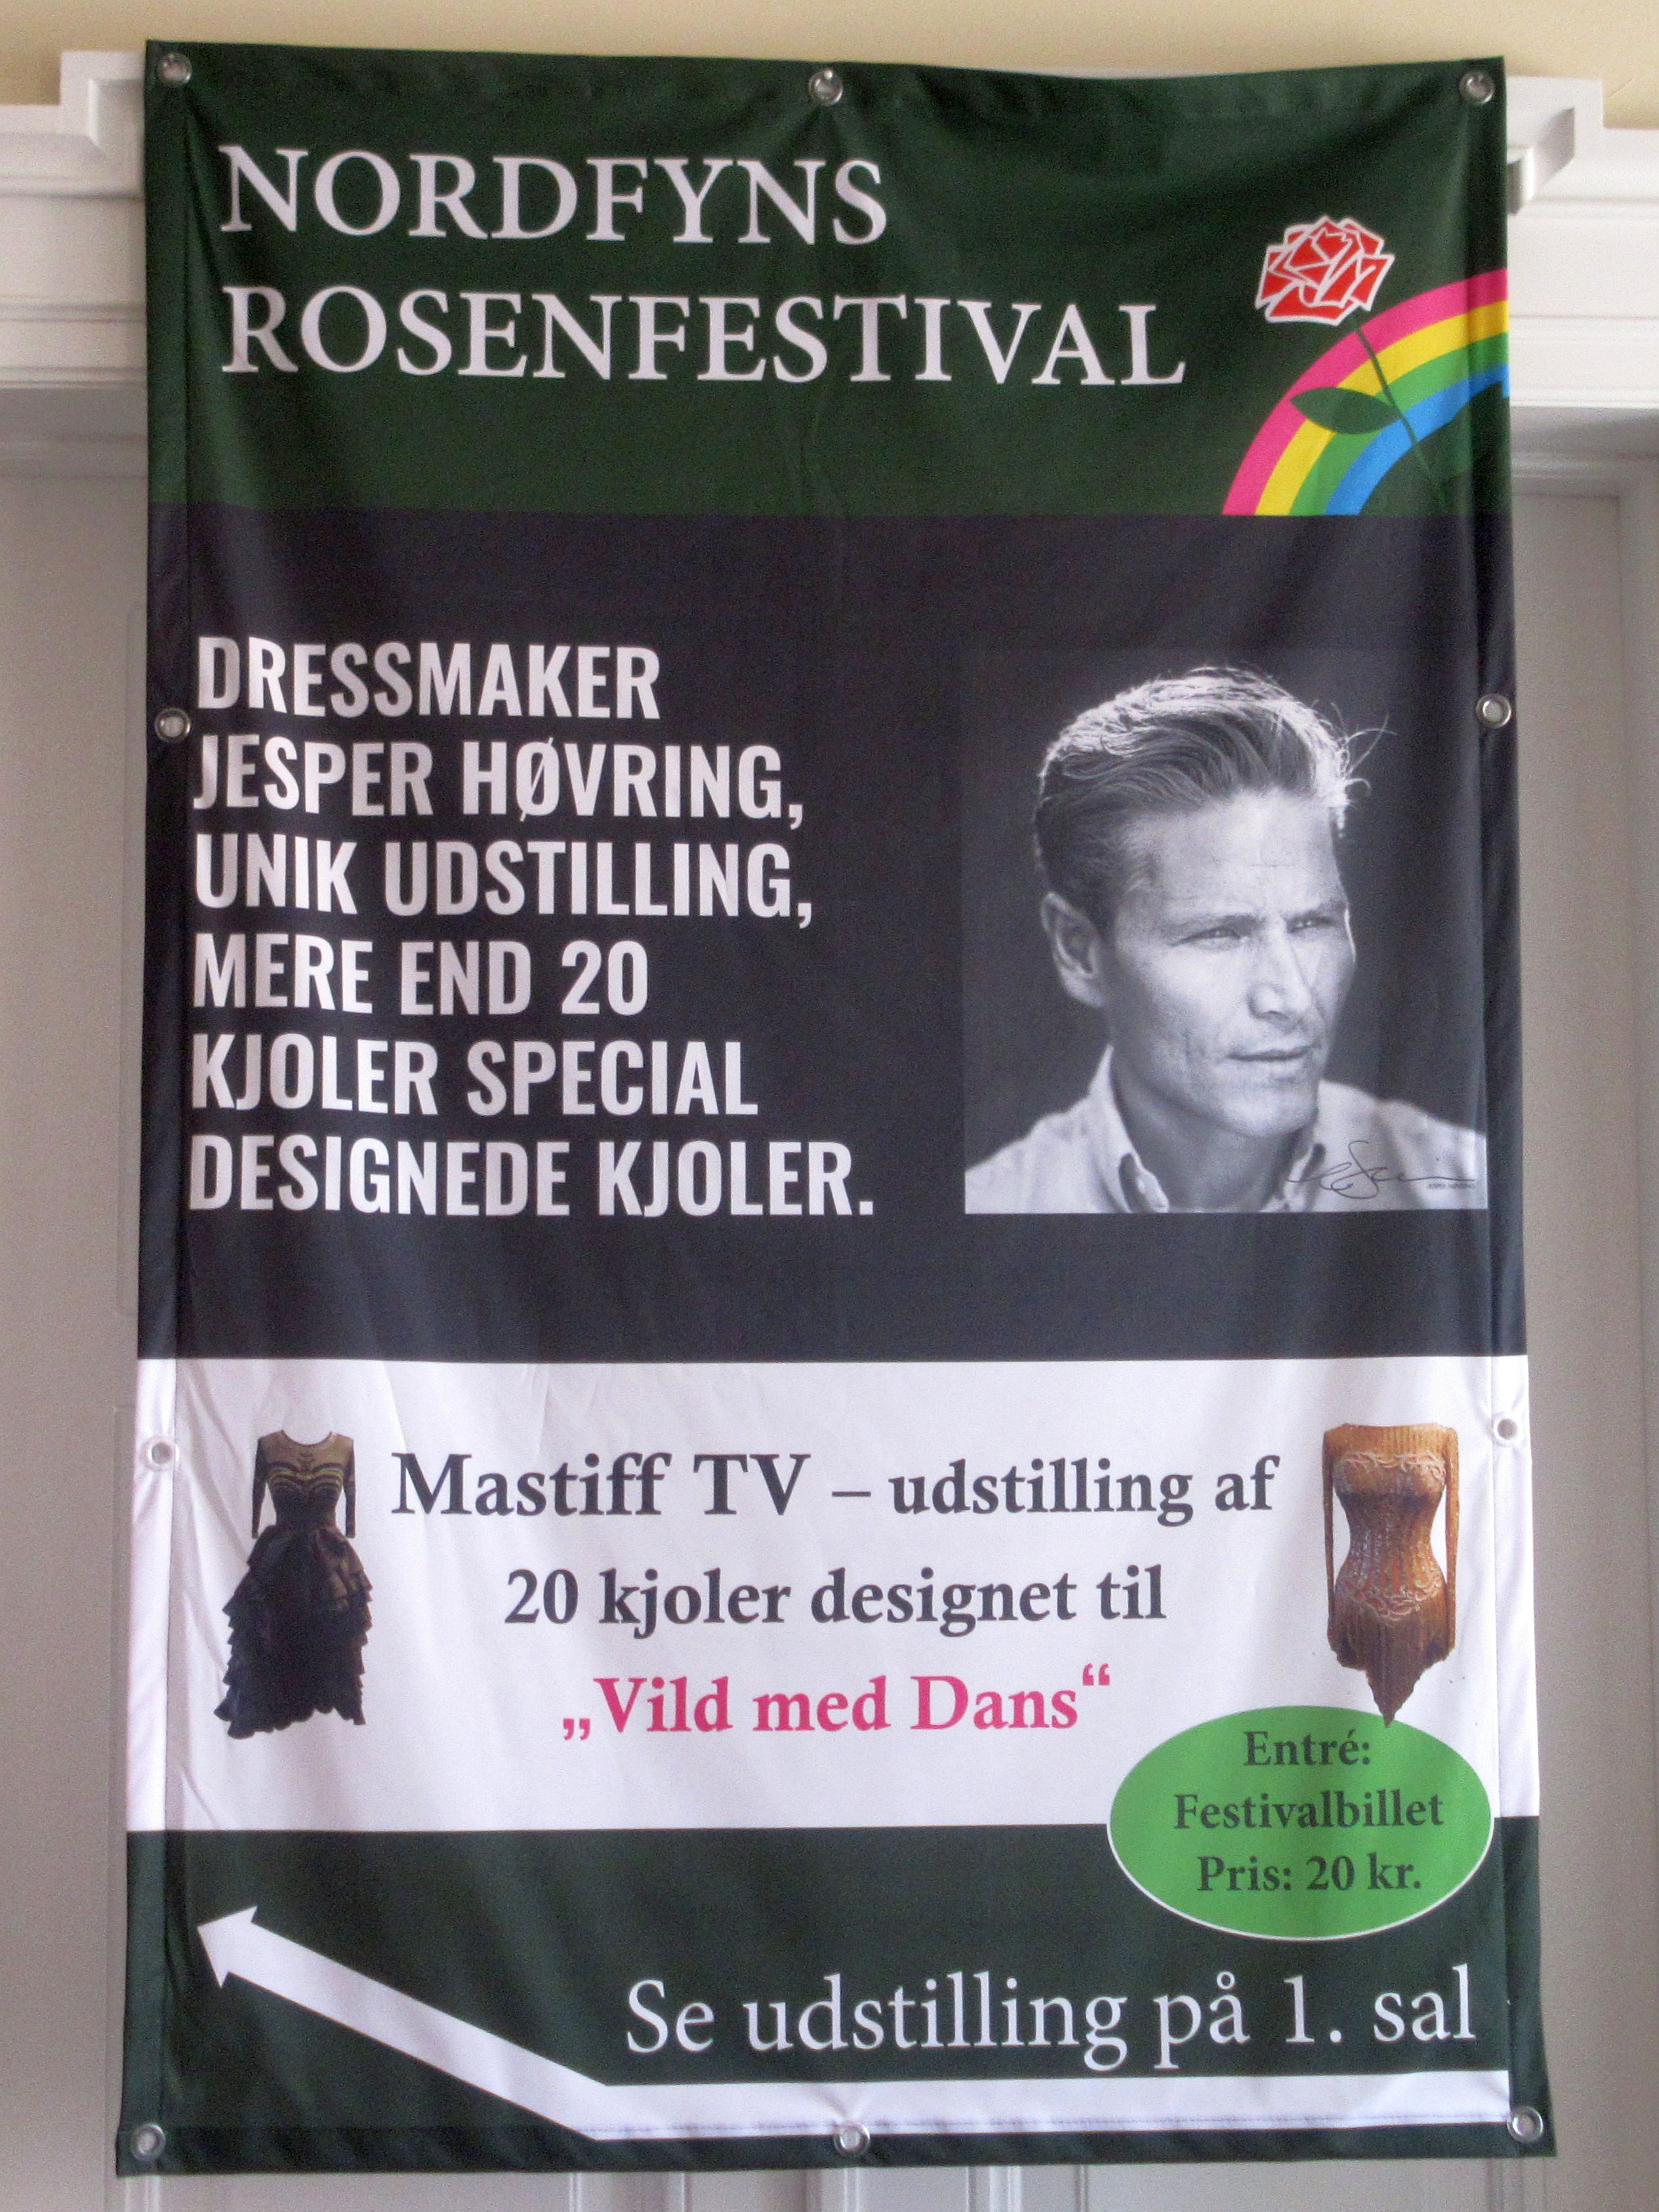 NORDFYNS
ROSENFESTIVAL
DRESSMAKER
JESPER HØVRING,
UNIK UDSTILLING,
MERE END 20
KJOLER SPECIAL
DESIGNEDE KJOLER.
Mastiff TV – udstilling af
20 kjoler designet til
„Vild med Dans“
Entré:
Festivalbillet
Pris: 20 kr.
Se udstilling på 1. sal